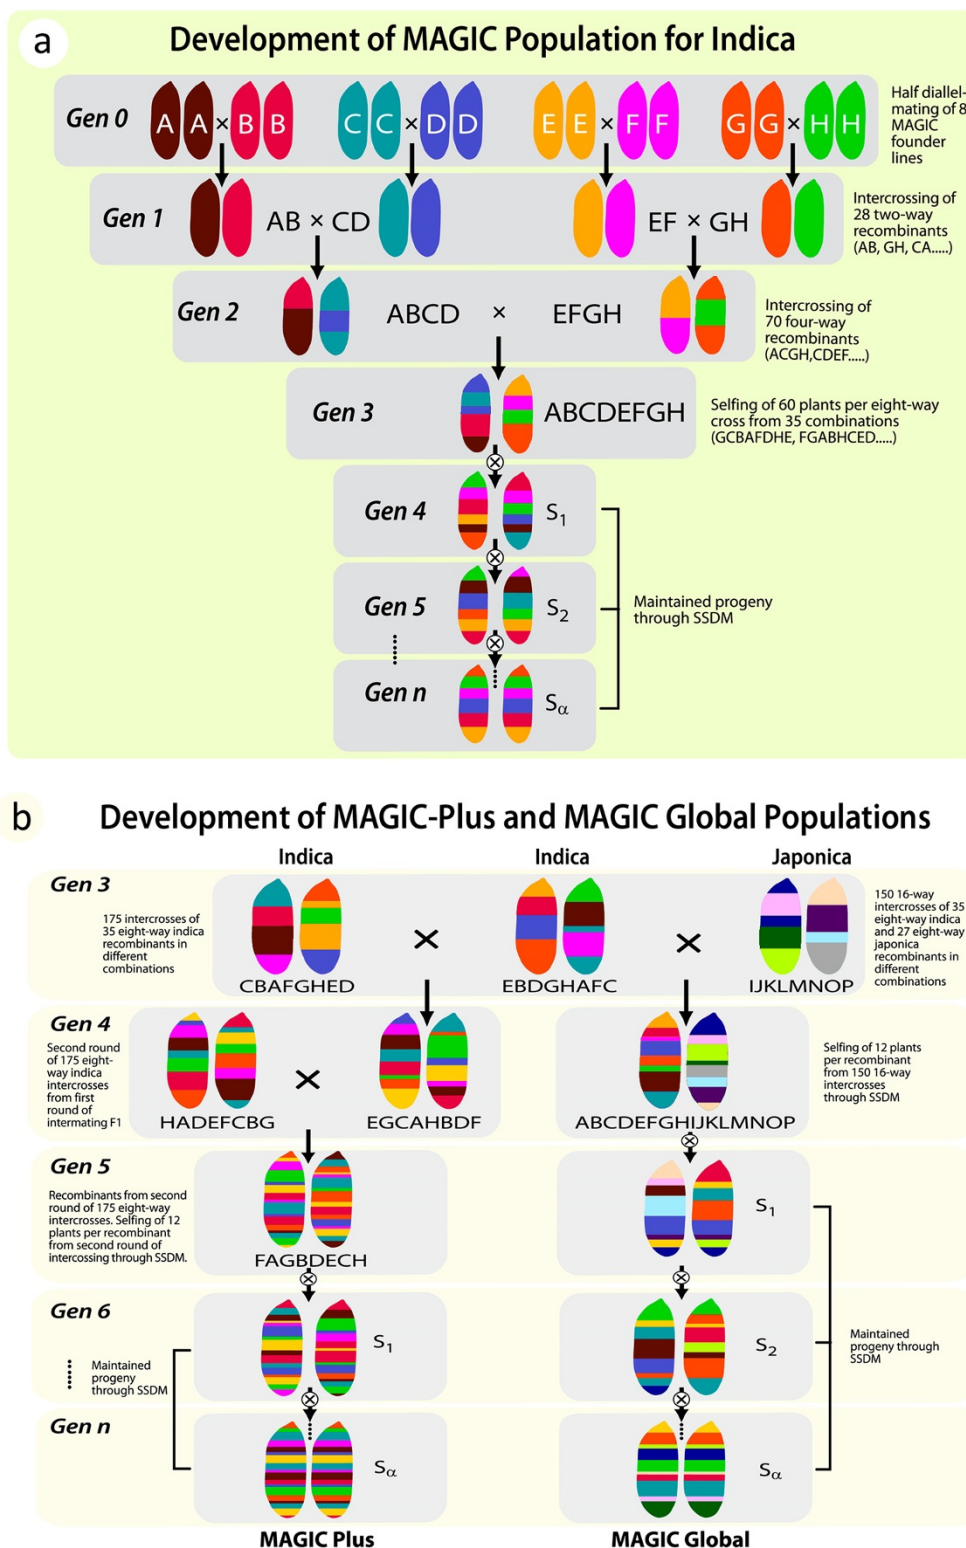 a
Development of MAGIC Population for Indica
Gen 0
A A × B B
C C × D D
E E × F F
G G × H H
Half diallel-
mating of 8
MAGIC
founder
lines
Gen 1
AB × CD
EF × GH
Intercrossing of
28 two-way
recombinants
(AB, GH, CA.....)
Gen 2
ABCD × EFGH
Intercrossing of
70 four-way
recombinants
(ACGH,CDEF.....)
Gen 3
ABCDEFGH
Selfing of 60 plants per eight-way
cross from 35 combinations
(GCBAFDHE, FGABHCED.....)
Gen 4
S1
Gen 5
S2
Maintained progeny
through SSDM
Gen n
Sα
b
Development of MAGIC-Plus and MAGIC Global Populations
Indica
Indica
Japonica
Gen 3
175 intercrosses of
35 eight-way indica
recombinants in
different
combinations
CBAFGHED
×
EBDGHAFC
×
IJKLMNOP
150 16-way
intercrosses of 35
eight-way indica
and 27 eight-way
japonica
recombinants in
different
combinations
Gen 4
Second round
of 175 eight-
way indica
intercrosses
from first
round of
intermating F1
HADEFCBG
×
EGCAHBDF
ABCDEFGHIJKLMNOP
Selfing of 12 plants
per recombinant
from 150 16-way
intercrosses
through SSDM
Gen 5
Recombinants from second
round of 175 eight-way
intercrosses. Selfing of 12
plants per recombinant
from second round of
intercossing through SSDM.
FAGBDECH
S1
Gen 6
Maintained
progeny
through SSDM
S1
S2
Maintained progeny
through SSDM
Gen n
Sα
Sα
MAGIC Plus
MAGIC Global